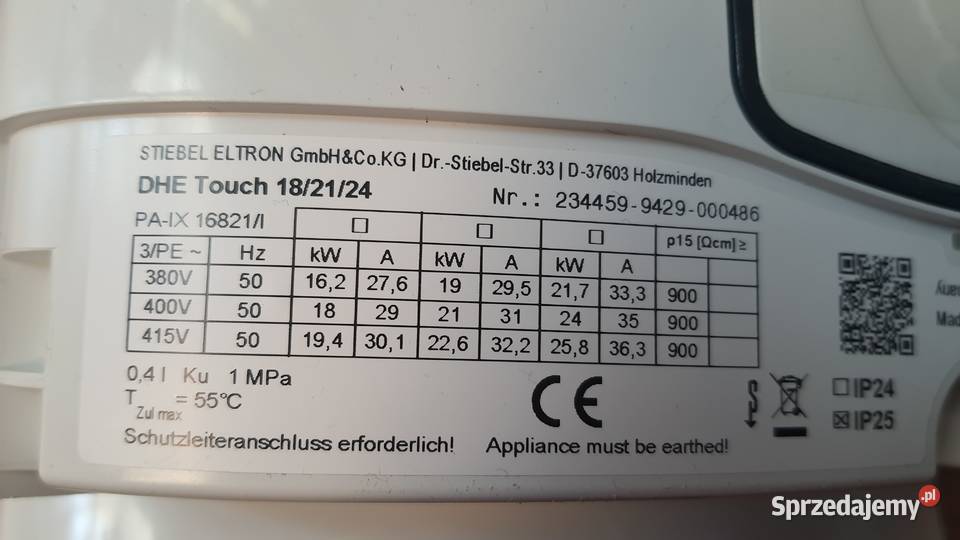 STIEBEL ELTRON GmbH&Co.KG | Dr.-Stiebel-Str.33 | D-37603 Holzminden
DHE Touch 18/21/24 Nr.: 234459-9429-000486
PA-IX 16821/I ☐ ☐ ☐ ρ15 [Ωcm] ≥
3/PE ~ Hz kW A kW A kW A
380V 50 16,2 27,6 19 29,5 21,7 33,3 900
400V 50 18 29 21 31 24 35 900
415V 50 19,4 30,1 22,6 32,2 25,8 36,3 900
0,4 l Ku 1 MPa
T Zul max = 55°C
Schutzleiteranschluss erforderlich! Appliance must be earthed!
CE
☐ IP24
☒ IP25
Mad
Sprzedajemy.pl